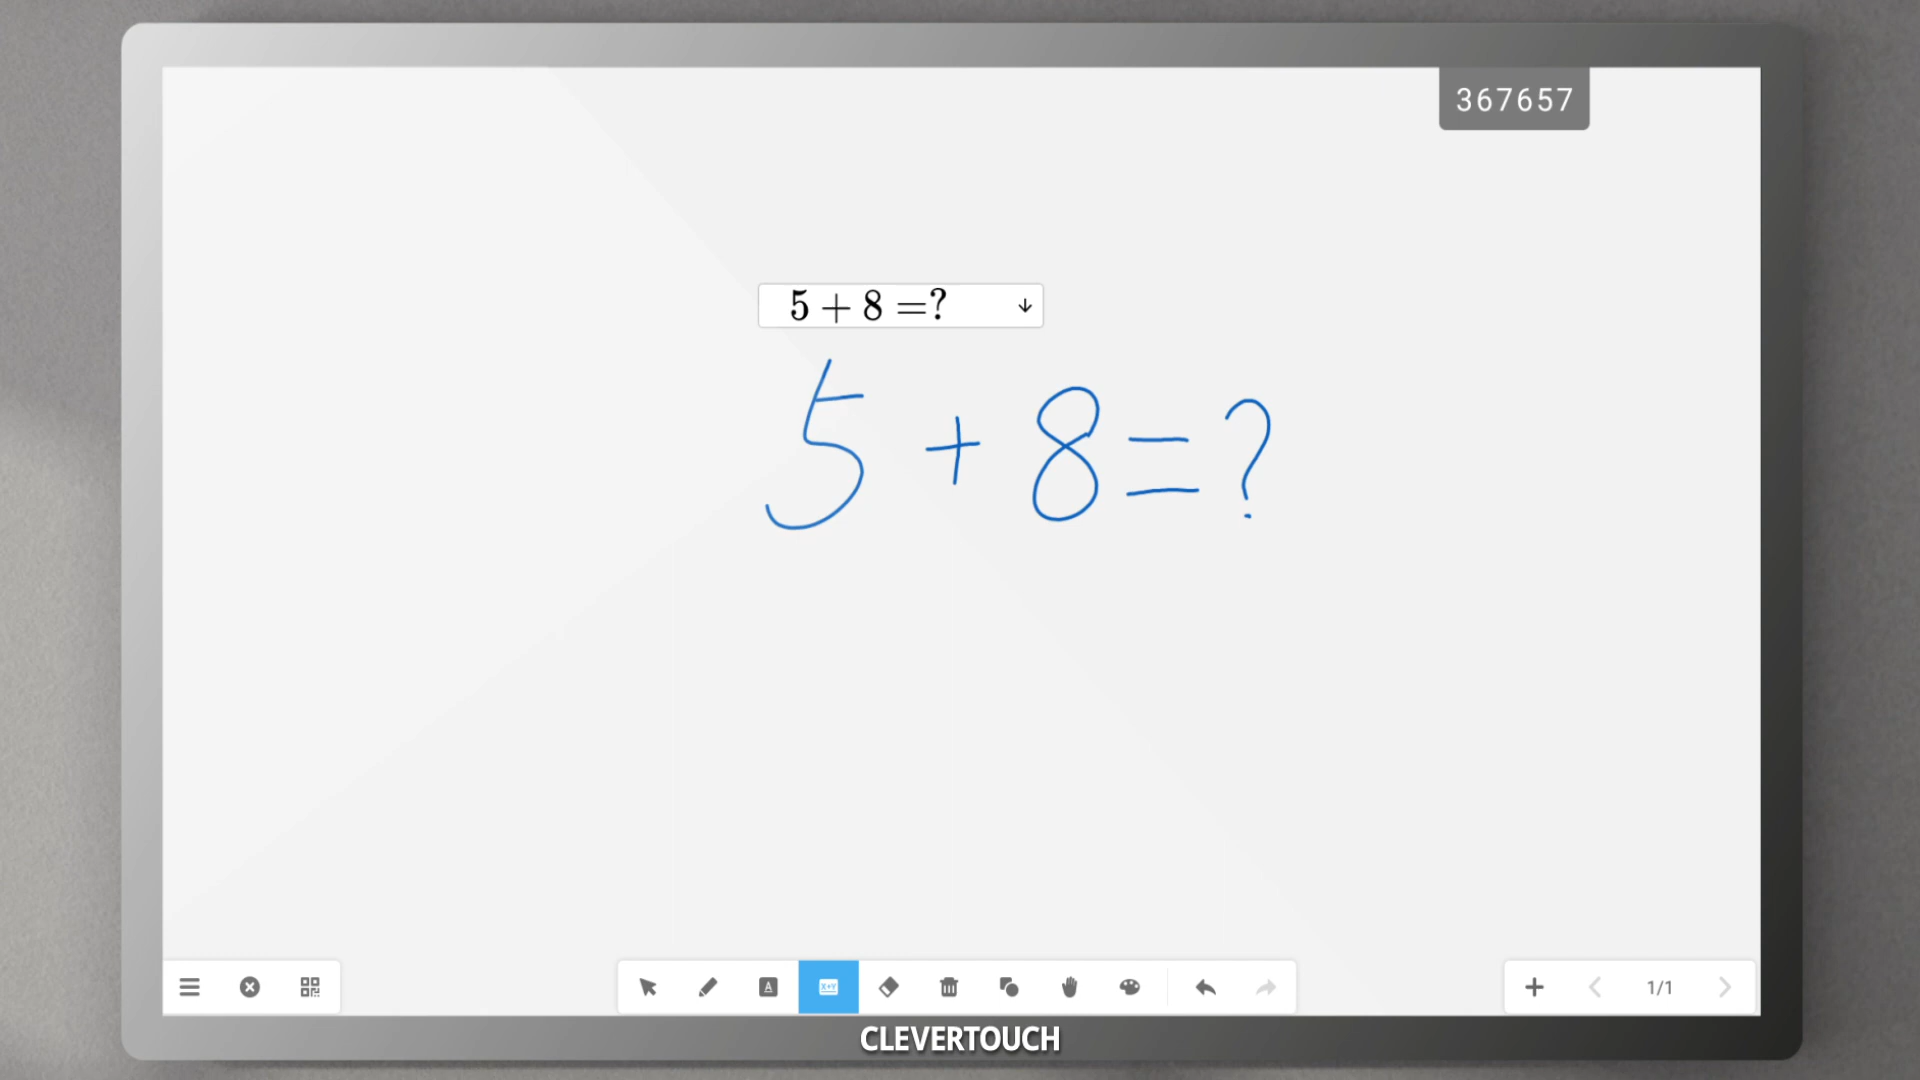 367657
5 + 8 =?
5 + 8 = ?
A
X+Y
1/1
CLEVERTOUCH